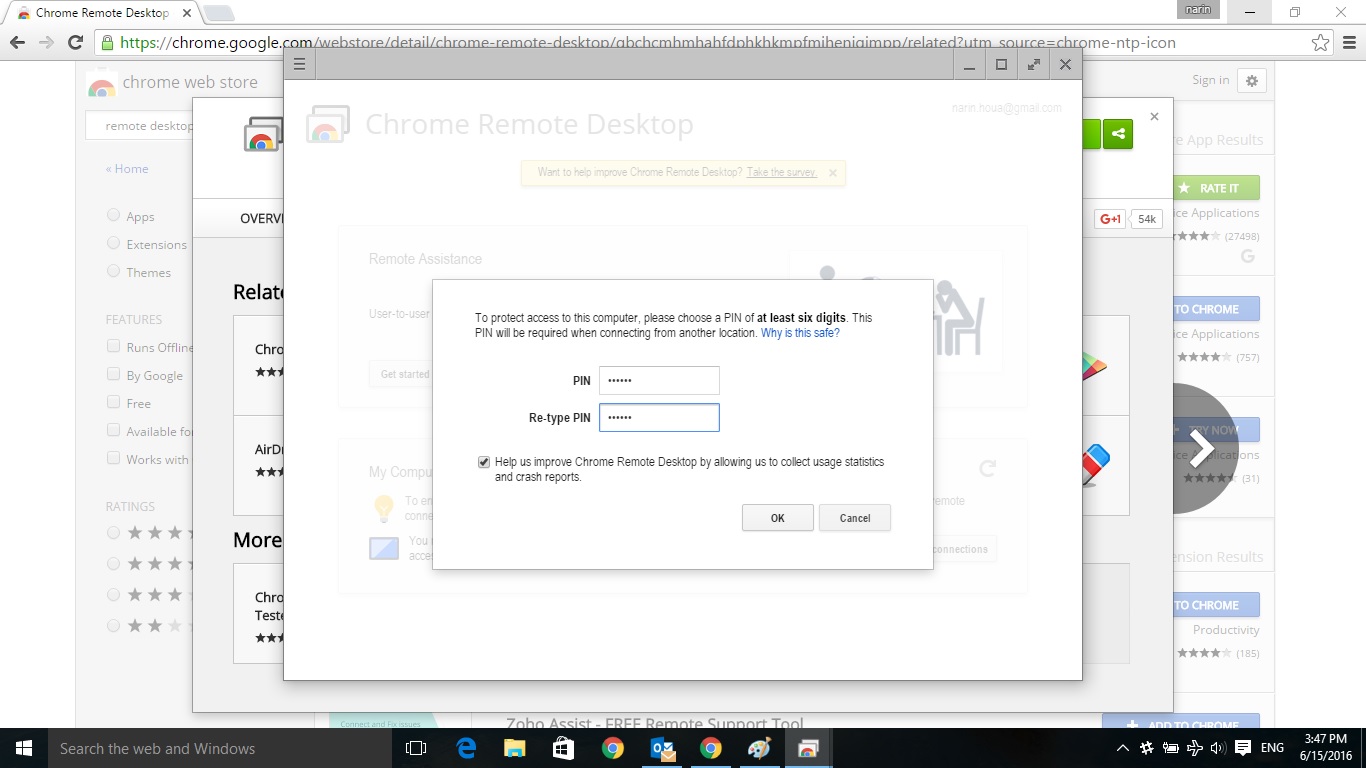 Chrome Remote Desktop
narin
https://chrome.google.com/webstore/detail/chrome-remote-desktop/gbchcmhmhahfdphkhkmpfmihenigjmpp/related?utm_source=chrome-ntp-icon
chrome web store
Sign in
remote desktop
« Home
Apps
Extensions
Themes
FEATURES
Runs Offline
By Google
Free
Available fo
Works with
RATINGS
OVERVI
Relate
Chro
AirDr
More
Chro
Teste
Chrome Remote Desktop
narin.houa@gmail.com
Want to help improve Chrome Remote Desktop? Take the survey.
Remote Assistance
User-to-user
Get started
My Compu
To en
conne
You
acces
remote
connections
To protect access to this computer, please choose a PIN of at least six digits. This
PIN will be required when connecting from another location. Why is this safe?
PIN ••••••
Re-type PIN ••••••
Help us improve Chrome Remote Desktop by allowing us to collect usage statistics
and crash reports.
OK Cancel
G+1 54k
re App Results
RATE IT
ice Applications
(27498)
TO CHROME
ice Applications
(757)
TRY NOW
ice Applications
(31)
ension Results
TO CHROME
Productivity
(185)
ADD TO CHROME
Connect and Fix Issues
Zoho Assist - FREE Remote Support Tool
Search the web and Windows
ENG
3:47 PM
6/15/2016